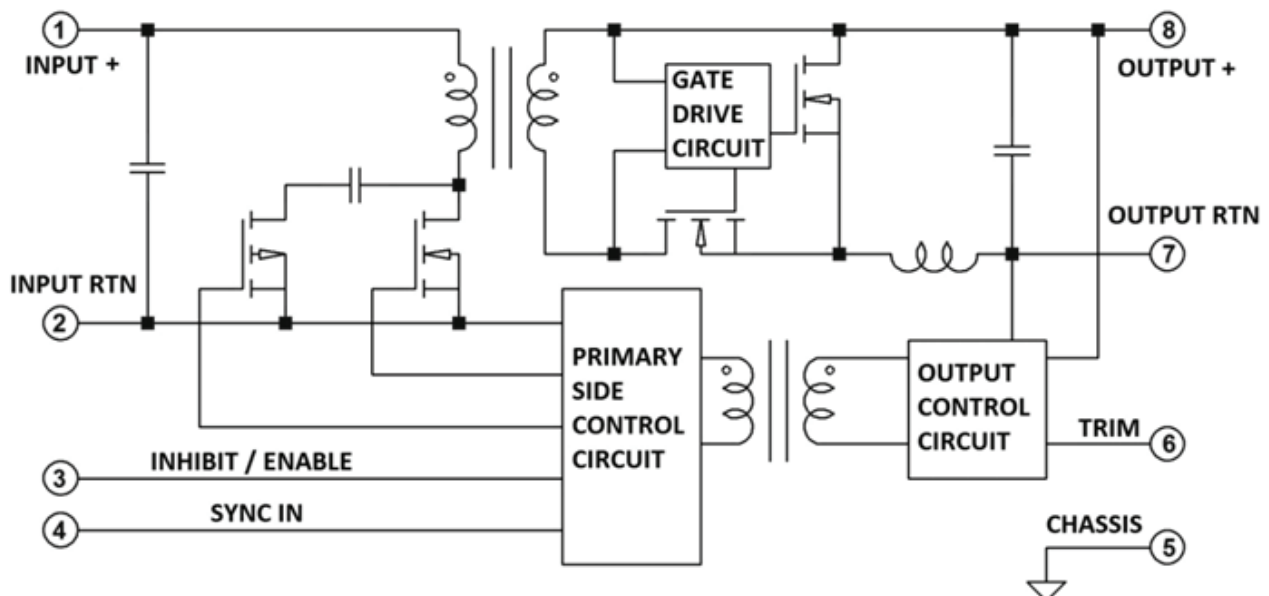 1
INPUT +
8
OUTPUT +
GATE
DRIVE
CIRCUIT
OUTPUT RTN
7
INPUT RTN
2
PRIMARY
SIDE
CONTROL
CIRCUIT
OUTPUT
CONTROL
CIRCUIT
TRIM
6
3
INHIBIT / ENABLE
4
SYNC IN
CHASSIS
5